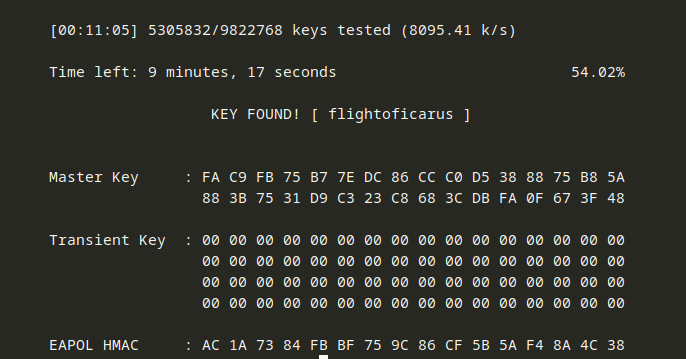 [00:11:05] 5305832/9822768 keys tested (8095.41 k/s)
Time left: 9 minutes, 17 seconds 54.02%
KEY FOUND! [ flightoficarus ]
Master Key : FA C9 FB 75 B7 7E DC 86 CC C0 D5 38 88 75 B8 5A
88 3B 75 31 D9 C3 23 C8 68 3C DB FA 0F 67 3F 48
Transient Key : 00 00 00 00 00 00 00 00 00 00 00 00 00 00 00 00
00 00 00 00 00 00 00 00 00 00 00 00 00 00 00 00
00 00 00 00 00 00 00 00 00 00 00 00 00 00 00 00
00 00 00 00 00 00 00 00 00 00 00 00 00 00 00 00
EAPOL HMAC : AC 1A 73 84 FB BF 75 9C 86 CF 5B 5A F4 8A 4C 38